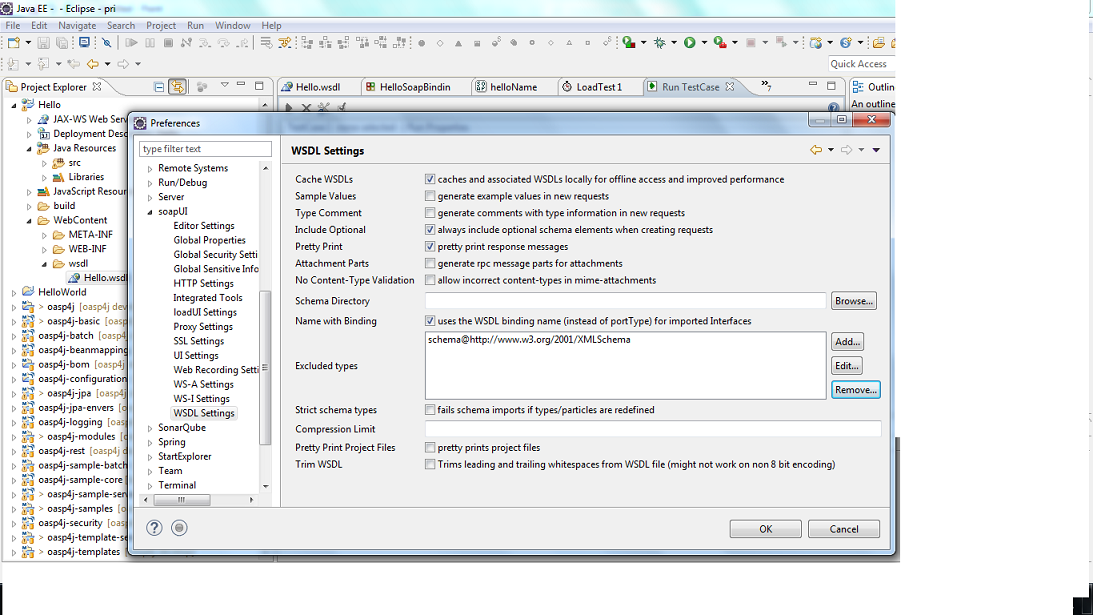 Java EE - - Eclipse - pri
File Edit Navigate Search Project Run Window Help
Quick Access
Project Explorer
Hello.wsdl HelloSoapBindin helloName LoadTest 1 Run TestCase »7 Outlin
An outline
Hello
JAX-WS Web Serv
Deployment Desc
Java Resources
src
Libraries
JavaScript Resour
build
WebContent
META-INF
WEB-INF
wsdl
Hello.wsdl
HelloWorld
> oasp4j [oasp4j dev
oasp4j-basic [oasp4
oasp4j-batch [oasp
oasp4j-beanmapping
oasp4j-bom [oasp4
oasp4j-configuration
> oasp4j-jpa [oasp4
oasp4j-jpa-envers
oasp4j-logging [oa
> oasp4j-modules
oasp4j-rest [oasp4j d
oasp4j-sample-batch
oasp4j-sample-core
> oasp4j-sample-serv
> oasp4j-samples [
oasp4j-security [oa
> oasp4j-template-se
> oasp4j-templates
Preferences
type filter text
Remote Systems
Run/Debug
Server
soapUI
Editor Settings
Global Properties
Global Security Setti
Global Sensitive Info
HTTP Settings
Integrated Tools
loadUI Settings
Proxy Settings
SSL Settings
UI Settings
Web Recording Setti
WS-A Settings
WS-I Settings
WSDL Settings
SonarQube
Spring
StartExplorer
Team
Terminal
WSDL Settings
Cache WSDLs caches and associated WSDLs locally for offline access and improved performance
Sample Values generate example values in new requests
Type Comment generate comments with type information in new requests
Include Optional always include optional schema elements when creating requests
Pretty Print pretty print response messages
Attachment Parts generate rpc message parts for attachments
No Content-Type Validation allow incorrect content-types in mime-attachments
Schema Directory Browse...
Name with Binding uses the WSDL binding name (instead of portType) for imported Interfaces
schema@http://www.w3.org/2001/XMLSchema Add...
Excluded types Edit...
Remove...
Strict schema types fails schema imports if types/particles are redefined
Compression Limit
Pretty Print Project Files pretty prints project files
Trim WSDL Trims leading and trailing whitespaces from WSDL file (might not work on non 8 bit encoding)
OK Cancel